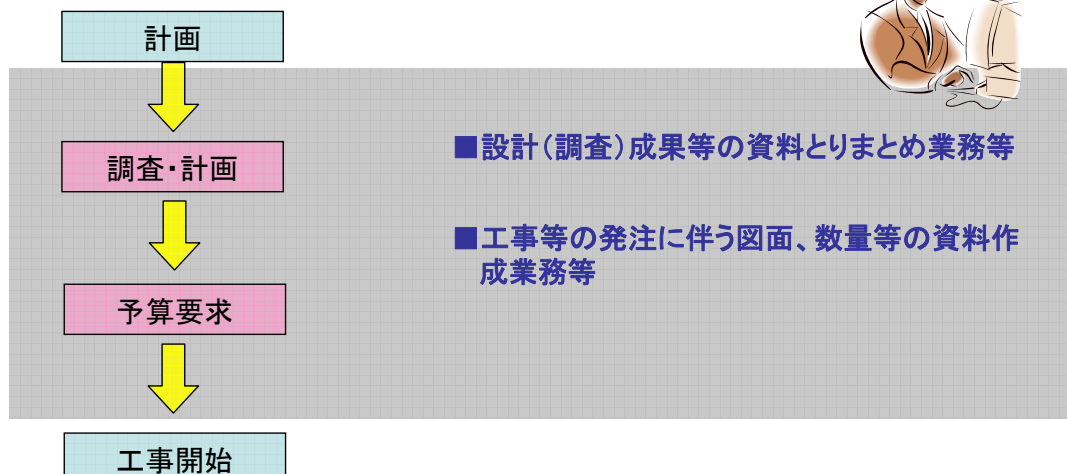 計画
調査・計画
■設計(調査)成果等の資料とりまとめ業務等
■工事等の発注に伴う図面、数量等の資料作
成業務等
予算要求
工事開始